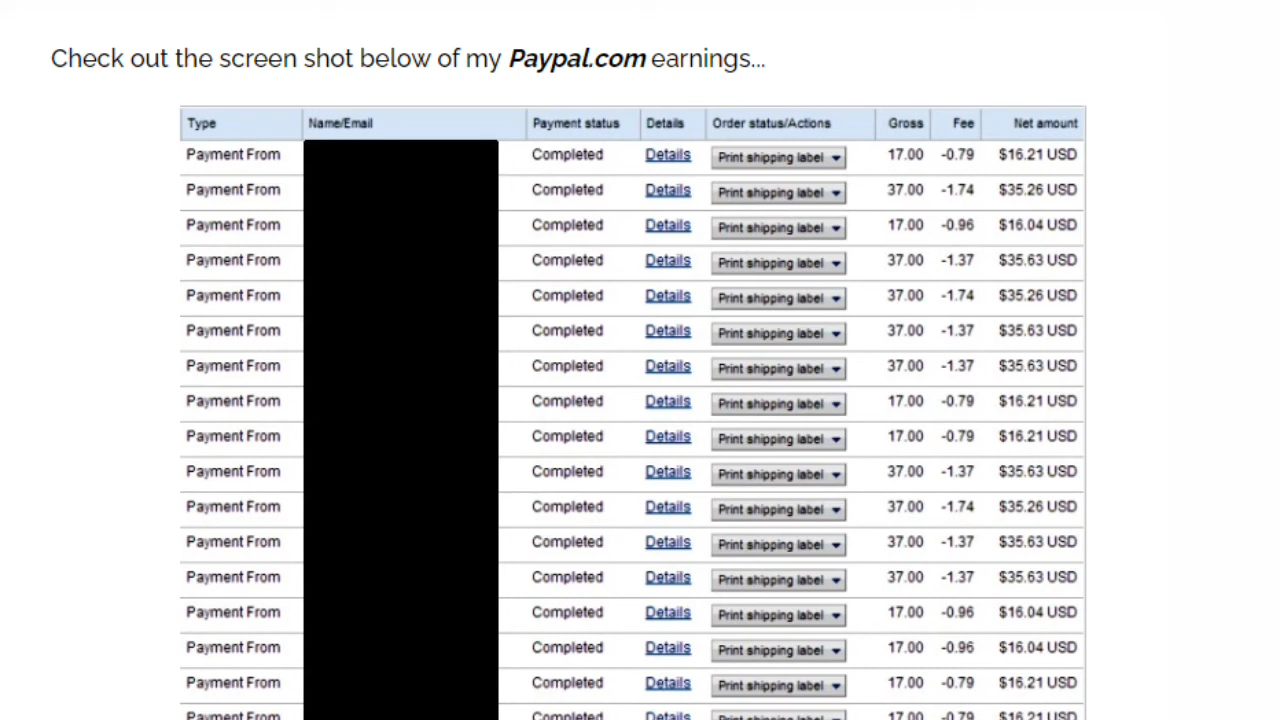 Check out the screen shot below of my Paypal.com earnings...
Type Name/Email Payment status Details Order status/Actions Gross Fee Net amount
Payment From Completed Details Print shipping label 17.00 -0.79 $16.21 USD
Payment From Completed Details Print shipping label 37.00 -1.74 $35.26 USD
Payment From Completed Details Print shipping label 17.00 -0.96 $16.04 USD
Payment From Completed Details Print shipping label 37.00 -1.37 $35.63 USD
Payment From Completed Details Print shipping label 37.00 -1.74 $35.26 USD
Payment From Completed Details Print shipping label 37.00 -1.37 $35.63 USD
Payment From Completed Details Print shipping label 37.00 -1.37 $35.63 USD
Payment From Completed Details Print shipping label 17.00 -0.79 $16.21 USD
Payment From Completed Details Print shipping label 17.00 -0.79 $16.21 USD
Payment From Completed Details Print shipping label 37.00 -1.37 $35.63 USD
Payment From Completed Details Print shipping label 37.00 -1.74 $35.26 USD
Payment From Completed Details Print shipping label 37.00 -1.37 $35.63 USD
Payment From Completed Details Print shipping label 37.00 -1.37 $35.63 USD
Payment From Completed Details Print shipping label 17.00 -0.96 $16.04 USD
Payment From Completed Details Print shipping label 17.00 -0.96 $16.04 USD
Payment From Completed Details Print shipping label 17.00 -0.79 $16.21 USD
Payment From Completed Details 17.00 -0.79 $16.21 USD